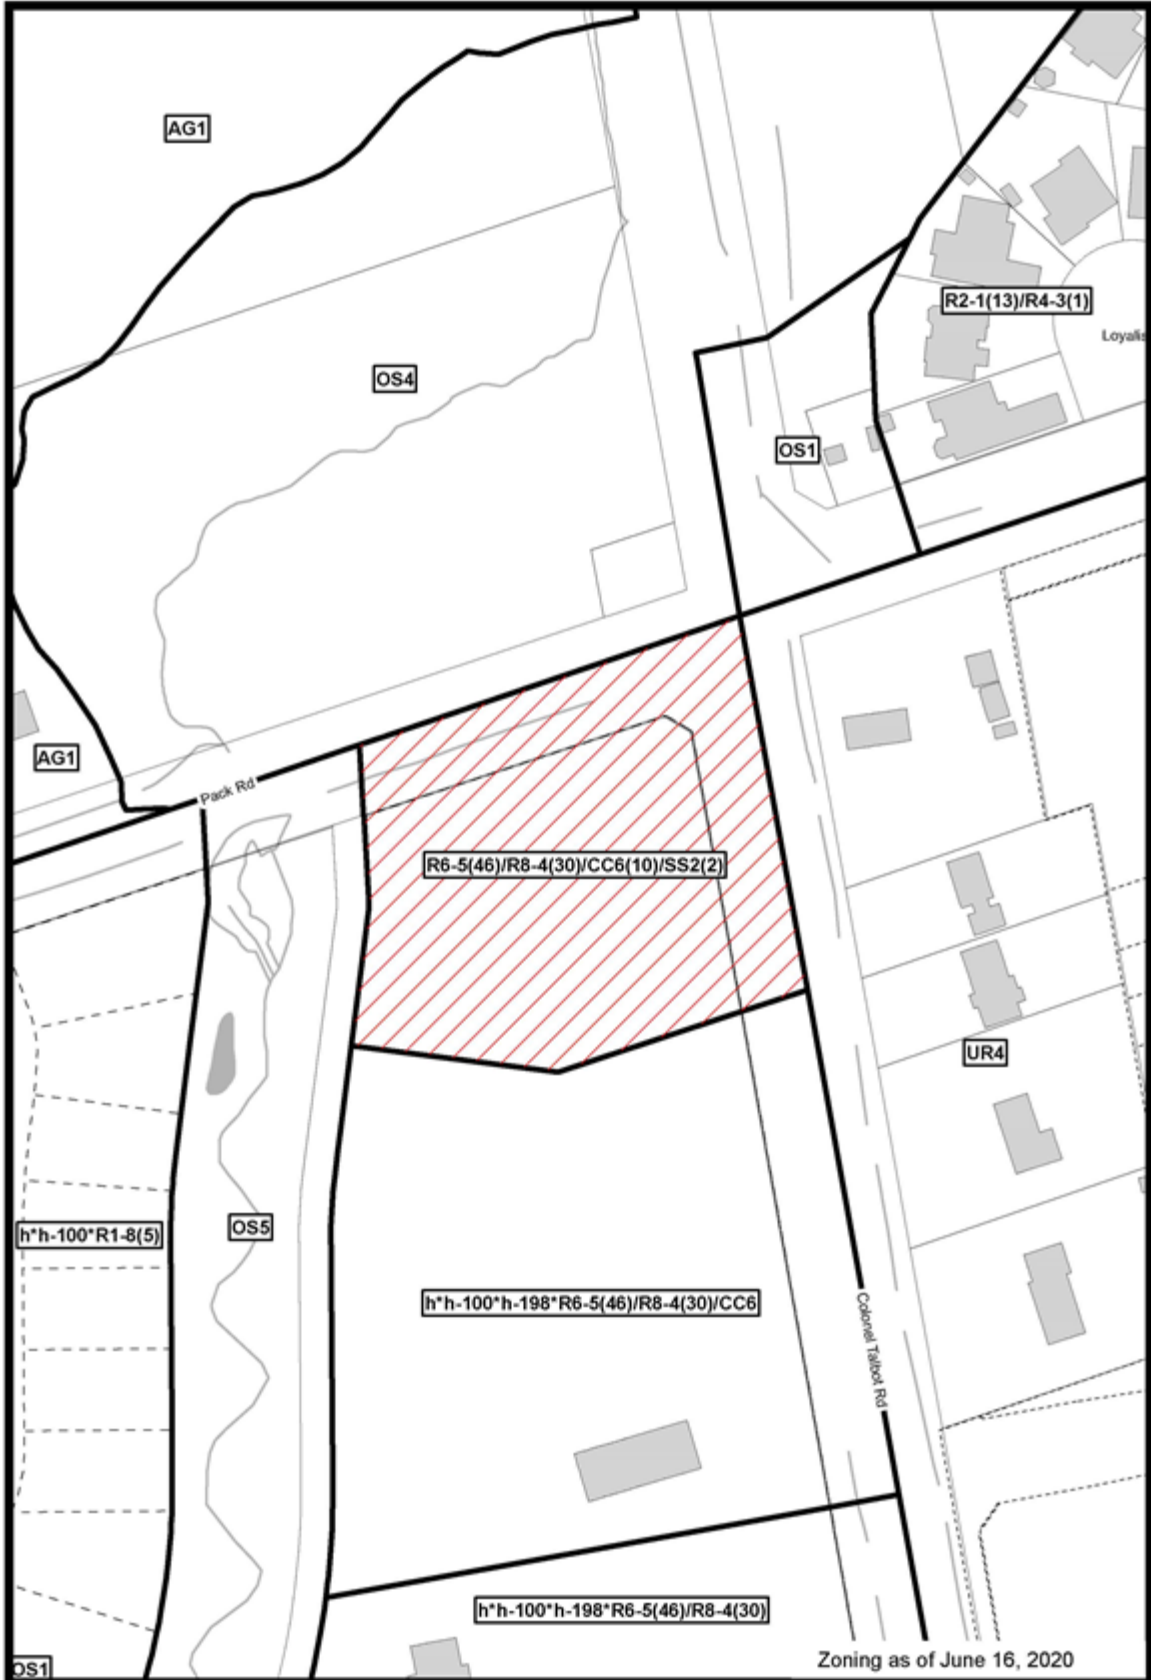 AG1
R2-1(13)/R4-3(1)
Loyalis
OS4
OS1
AG1
Pack Rd
R6-5(46)/R8-4(30)/CC6(10)/SS2(2)
UR4
h*h-100*R1-8(5)
OS5
h*h-100*h-198*R6-5(46)/R8-4(30)/CC6
Colonel Talbot Rd
h*h-100*h-198*R6-5(46)/R8-4(30)
OS1
Zoning as of June 16, 2020